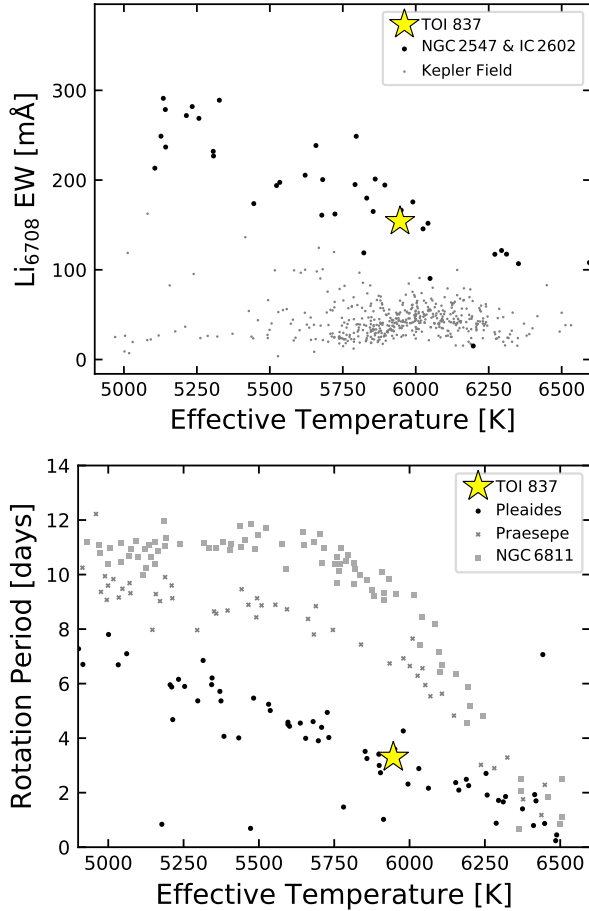 TOI 837
NGC 2547 & IC 2602
Kepler Field
Li6708 EW [mÅ]
300
200
100
0
5000 5250 5500 5750 6000 6250 6500
Effective Temperature [K]
TOI 837
Pleaides
Praesepe
NGC 6811
Rotation Period [days]
14
12
10
8
6
4
2
0
5000 5250 5500 5750 6000 6250 6500
Effective Temperature [K]